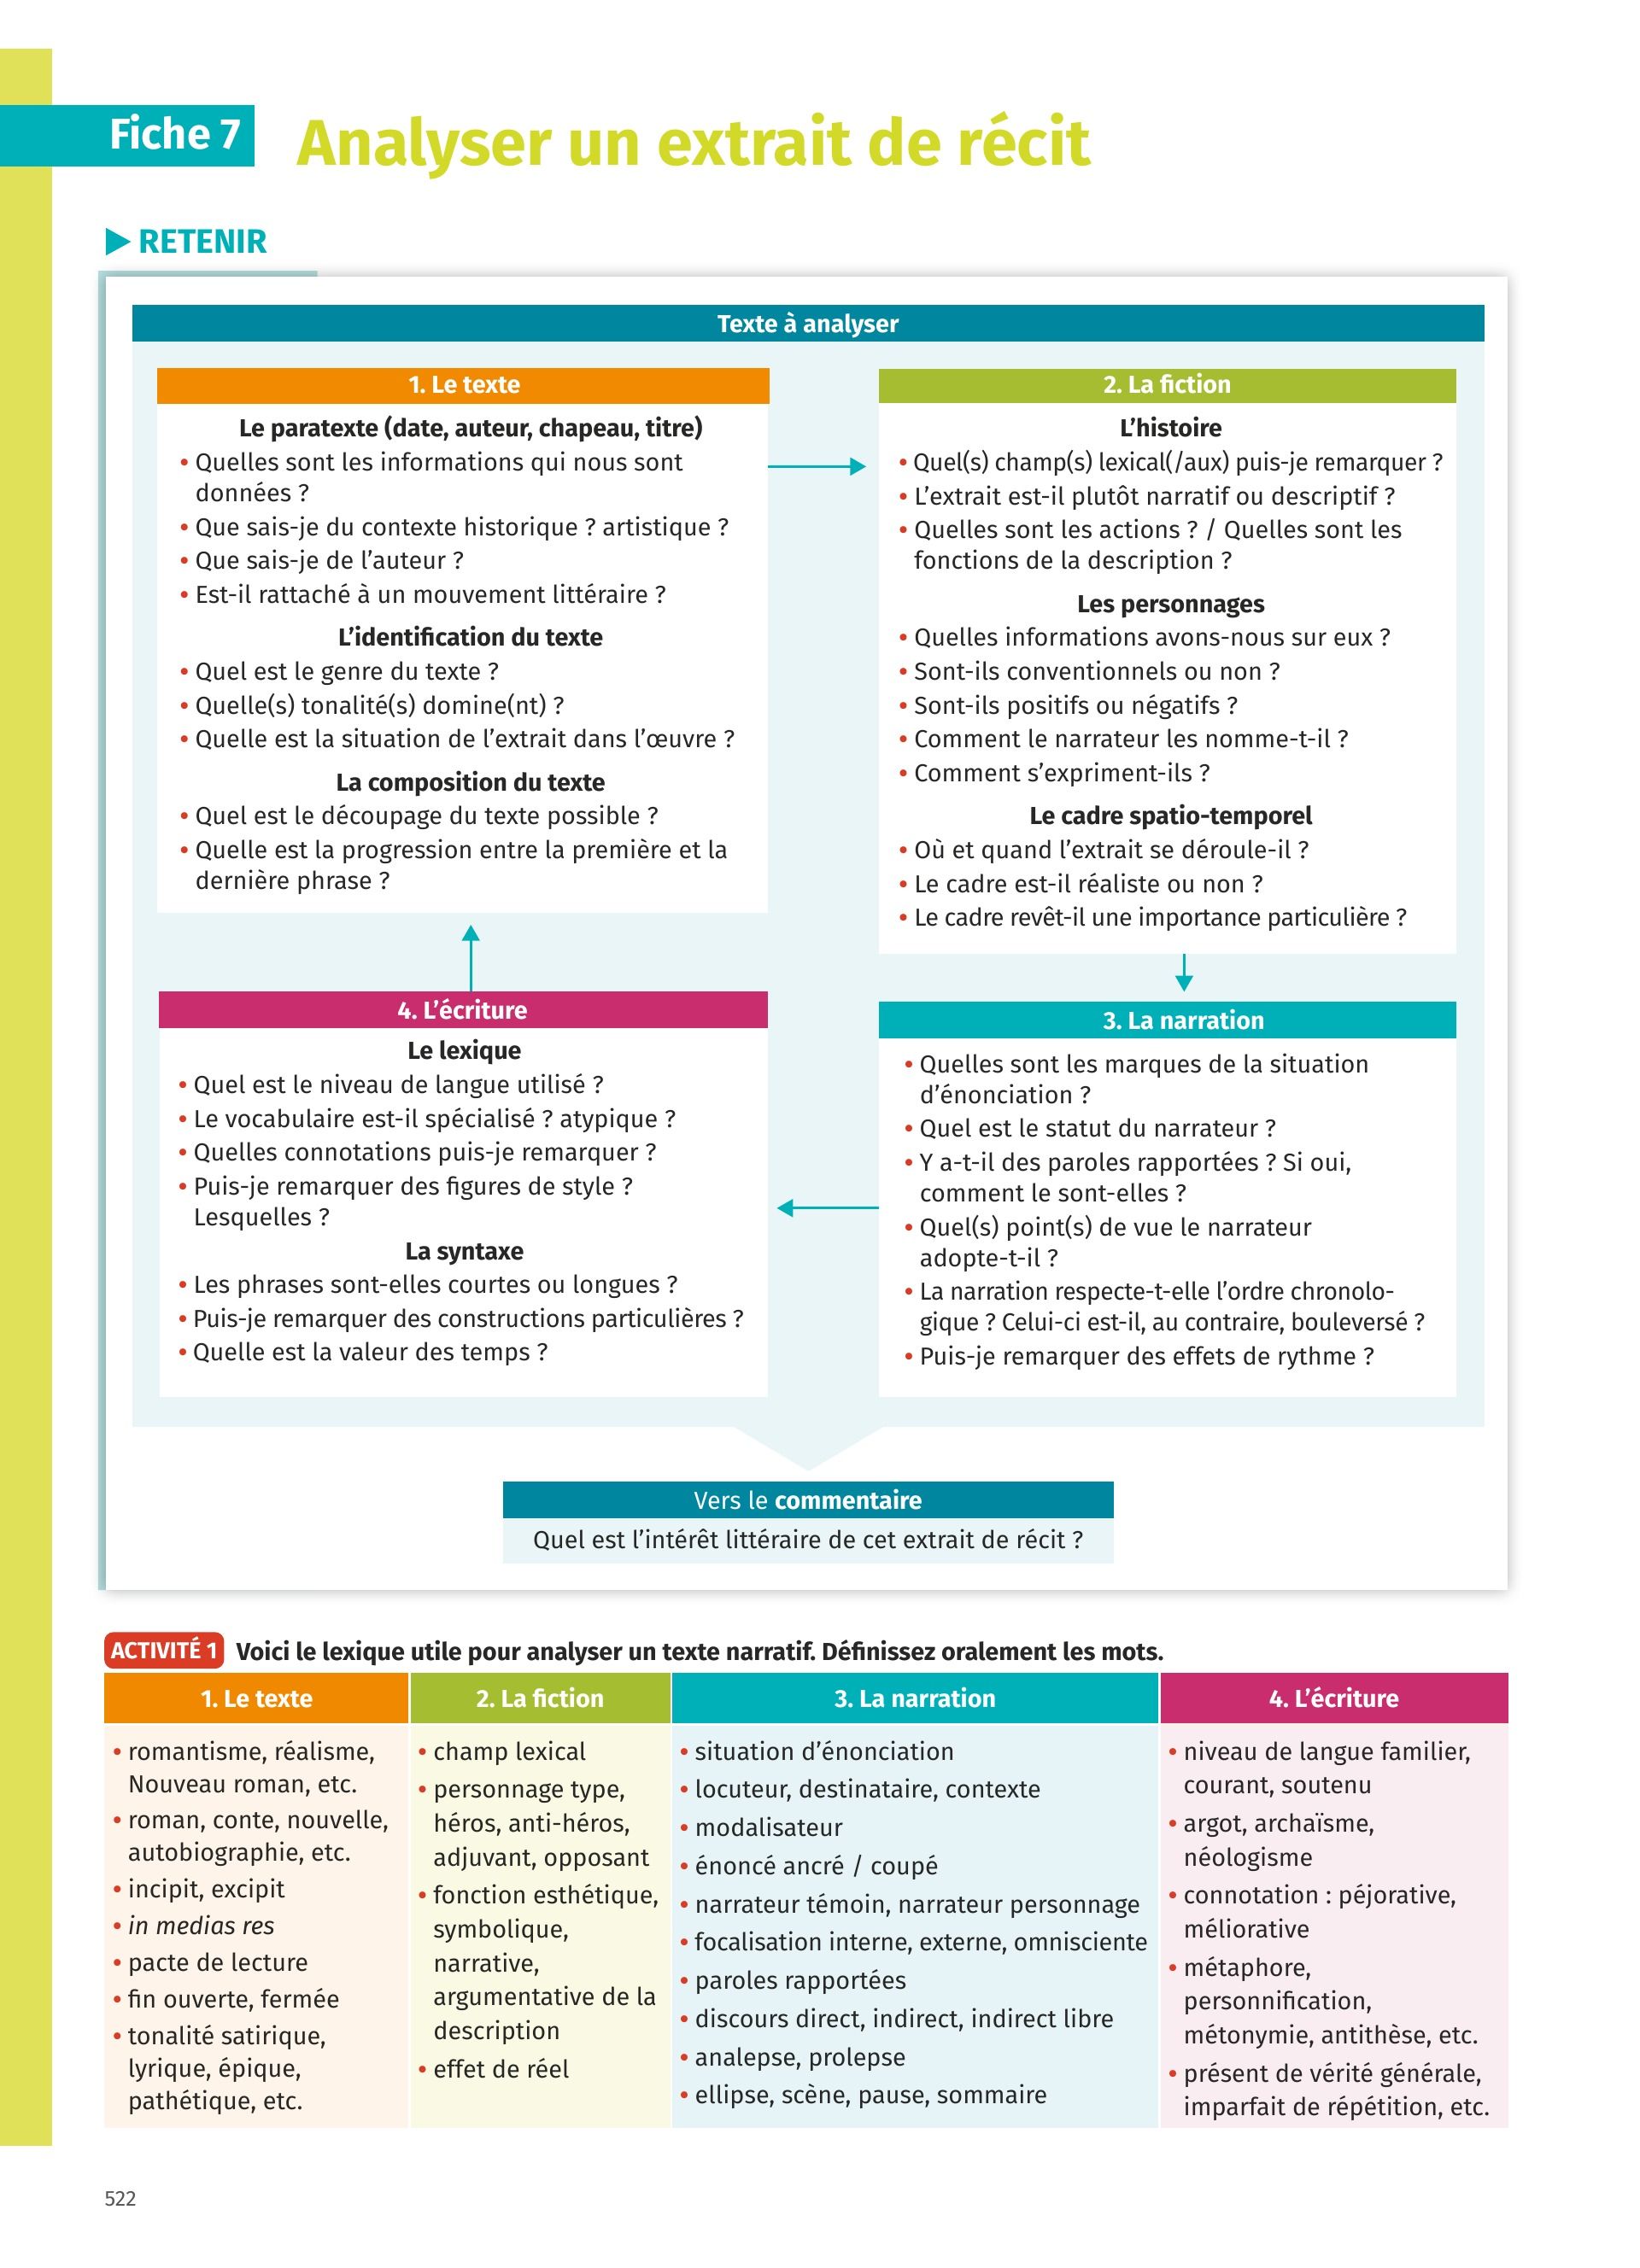 Fiche 7
Analyser un extrait de récit
RETENIR
Texte à analyser
1. Le texte
Le paratexte (date, auteur, chapeau, titre)
• Quelles sont les informations qui nous sont
données ?
• Que sais-je du contexte historique ? artistique ?
• Que sais-je de l’auteur ?
• Est-il rattaché à un mouvement littéraire ?
L’identification du texte
• Quel est le genre du texte ?
• Quelle(s) tonalité(s) domine(nt) ?
• Quelle est la situation de l’extrait dans l’œuvre ?
La composition du texte
• Quel est le découpage du texte possible ?
• Quelle est la progression entre la première et la
dernière phrase ?
2. La fiction
L’histoire
• Quel(s) champ(s) lexical(/aux) puis-je remarquer ?
• L’extrait est-il plutôt narratif ou descriptif ?
• Quelles sont les actions ? / Quelles sont les
fonctions de la description ?
Les personnages
• Quelles informations avons-nous sur eux ?
• Sont-ils conventionnels ou non ?
• Sont-ils positifs ou négatifs ?
• Comment le narrateur les nomme-t-il ?
• Comment s’expriment-ils ?
Le cadre spatio-temporel
• Où et quand l’extrait se déroule-il ?
• Le cadre est-il réaliste ou non ?
• Le cadre revêt-il une importance particulière ?
3. La narration
• Quelles sont les marques de la situation
d’énonciation ?
• Quel est le statut du narrateur ?
• Y a-t-il des paroles rapportées ? Si oui,
comment le sont-elles ?
• Quel(s) point(s) de vue le narrateur
adopte-t-il ?
• La narration respecte-t-elle l’ordre chronolo-
gique ? Celui-ci est-il, au contraire, bouleversé ?
• Puis-je remarquer des effets de rythme ?
4. L’écriture
Le lexique
• Quel est le niveau de langue utilisé ?
• Le vocabulaire est-il spécialisé ? atypique ?
• Quelles connotations puis-je remarquer ?
• Puis-je remarquer des figures de style ?
Lesquelles ?
La syntaxe
• Les phrases sont-elles courtes ou longues ?
• Puis-je remarquer des constructions particulières ?
• Quelle est la valeur des temps ?
Vers le commentaire
Quel est l’intérêt littéraire de cet extrait de récit ?
ACTIVITÉ 1 Voici le lexique utile pour analyser un texte narratif. Définissez oralement les mots.
1. Le texte
• romantisme, réalisme,
Nouveau roman, etc.
• roman, conte, nouvelle,
autobiographie, etc.
• incipit, excipit
• in medias res
• pacte de lecture
• fin ouverte, fermée
• tonalité satirique,
lyrique, épique,
pathétique, etc.
2. La fiction
• champ lexical
• personnage type,
héros, anti-héros,
adjuvant, opposant
• fonction esthétique,
symbolique,
narrative,
argumentative de la
description
• effet de réel
3. La narration
• situation d’énonciation
• locuteur, destinataire, contexte
• modalisateur
• énoncé ancré / coupé
• narrateur témoin, narrateur personnage
• focalisation interne, externe, omnisciente
• paroles rapportées
• discours direct, indirect, indirect libre
• analepse, prolepse
• ellipse, scène, pause, sommaire
4. L’écriture
• niveau de langue familier,
courant, soutenu
• argot, archaïsme,
néologisme
• connotation : péjorative,
méliorative
• métaphore,
personnification,
métonymie, antithèse, etc.
• présent de vérité générale,
imparfait de répétition, etc.
522